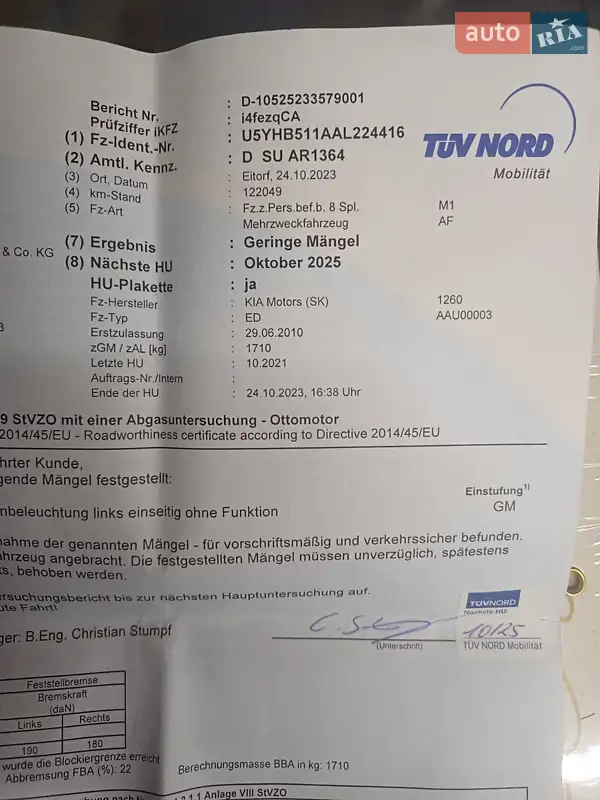 auto RIA .com
Bericht Nr. : D-10525233579001
Prüfziffer iKFZ : i4fezqCA
(1) Fz-Ident.-Nr. : U5YHB511AAL224416
(2) Amtl. Kennz. : D SU AR1364
(3) Ort, Datum : Eitorf, 24.10.2023
(4) km-Stand : 122049
(5) Fz-Art : Fz.z.Pers.bef.b. 8 Spl. M1
Mehrzweckfahrzeug AF
TÜV NORD
Mobilität
& Co. KG
(7) Ergebnis : Geringe Mängel
(8) Nächste HU : Oktober 2025
HU-Plakette : ja
Fz-Hersteller : KIA Motors (SK) 1260
Fz-Typ : ED AAU00003
Erstzulassung : 29.06.2010
zGM / zAL [kg] : 1710
Letzte HU : 10.2021
Auftrags-Nr./Intern :
Ende der HU : 24.10.2023, 16:38 Uhr
9 StVZO mit einer Abgasuntersuchung - Ottomotor
2014/45/EU - Roadworthiness certificate according to Directive 2014/45/EU
hrter Kunde,
gende Mängel festgestellt:
Einstufung1)
nbeleuchtung links einseitig ohne Funktion GM
nahme der genannten Mängel - für vorschriftsmäßig und verkehrssicher befunden.
hrzeug angebracht. Die festgestellten Mängel müssen unverzüglich, spätestens
s, behoben werden.
ersuchungsbericht bis zur nächsten Hauptuntersuchung auf.
ute Fahrt!
TÜV NORD
Nächste HU:
10/25
ger: B.Eng. Christian Stumpf
(Unterschrift) TÜV NORD Mobilität
Feststellbremse
Bremskraft
(daN)
Links Rechts
190 180
wurde die Blockiergrenze erreicht
Abbremsung FBA (%): 22
Berechnungsmasse BBA in kg: 1710
Anlage VIII StVZO